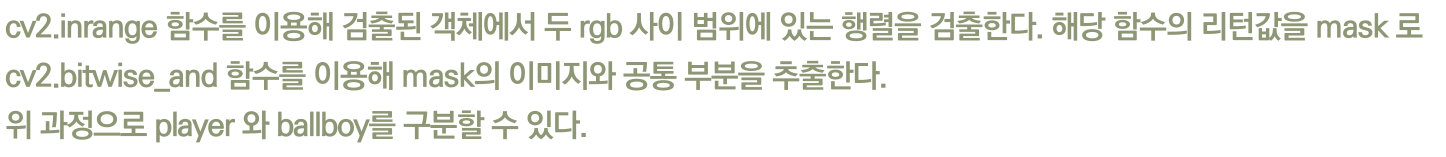 cv2.inrange 함수를 이용해 검출된 객체에서 두 rgb 사이 범위에 있는 행렬을 검출한다. 해당 함수의 리턴값을 mask 로
cv2.bitwise_and 함수를 이용해 mask의 이미지와 공통 부분을 추출한다.
위 과정으로 player 와 ballboy를 구분할 수 있다.